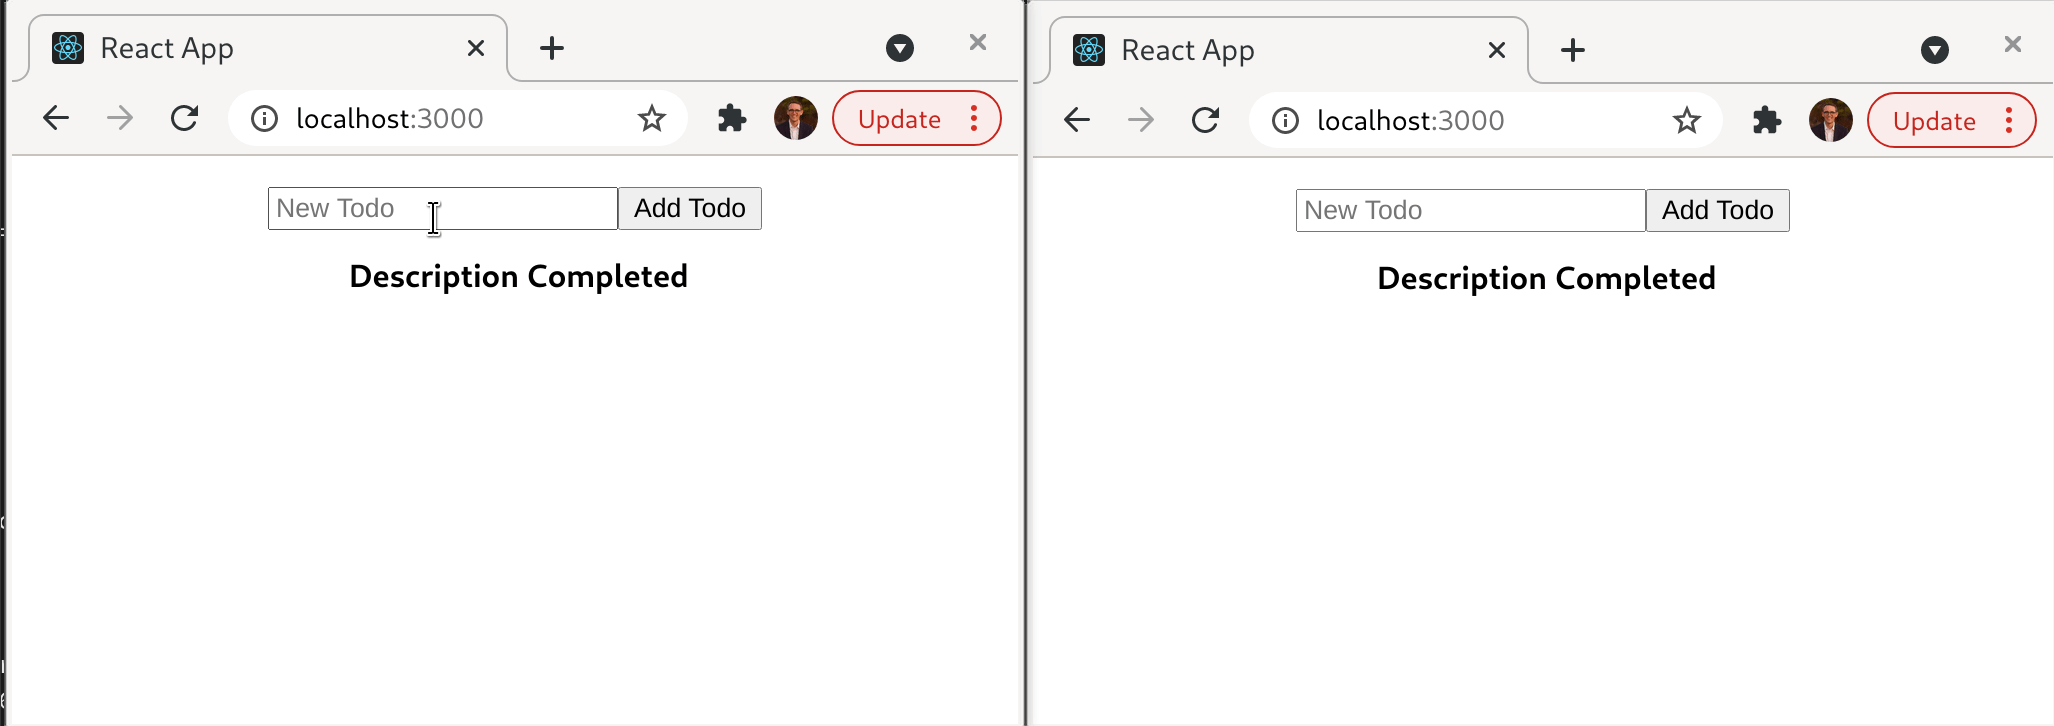 React App
localhost:3000
Update
New Todo
Add Todo
Description Completed
React App
localhost:3000
Update
New Todo
Add Todo
Description Completed